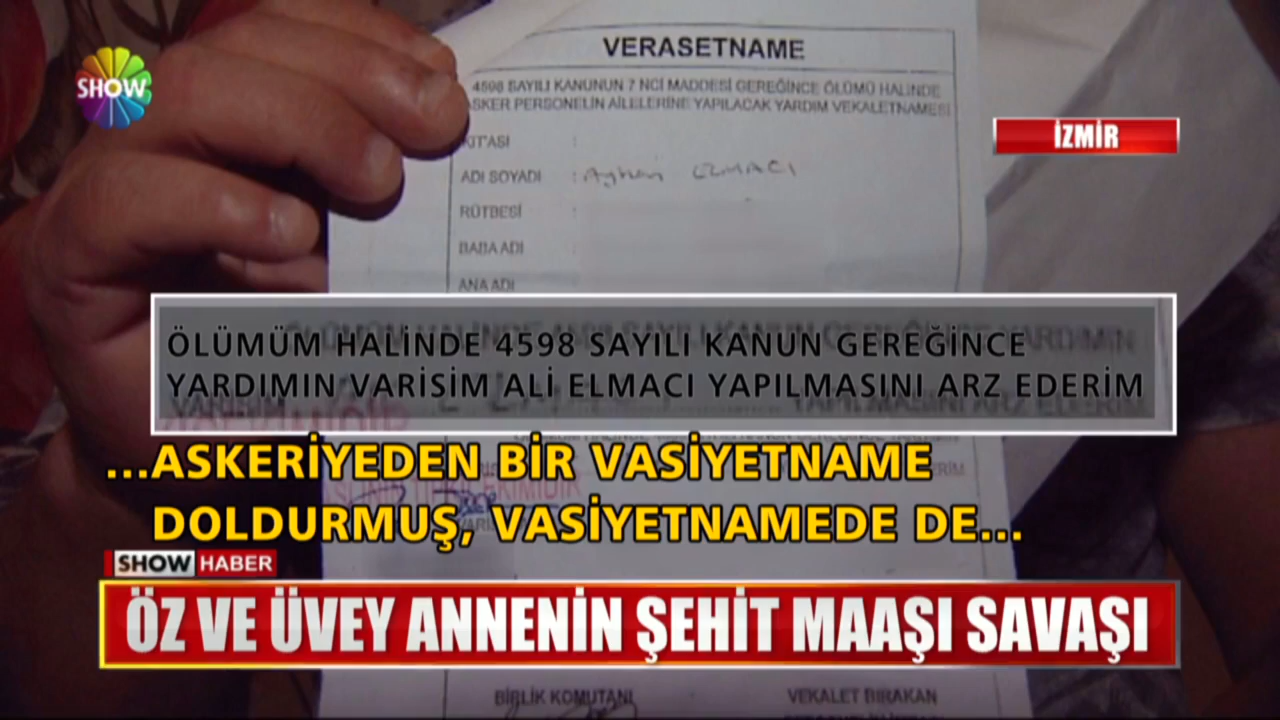 SHOW
VERASETNAME
4598 SAYILI KANUNUN 7 NCI MADDESİ GEREĞİNCE ÖLÜMÜ HALİNDE
ASKER PERSONELİN AİLELERİNE YAPILACAK YARDIM VEKALETNAMESİ
İZMİR
KIT'ASI :
ADI SOYADI :
RÜTBESİ :
BABA ADI
ANA ADI
ÖLÜMÜM HALİNDE 4598 SAYILI KANUN GEREĞİNCE
YARDIMIN VARİSİM ALİ ELMACI YAPILMASINI ARZ EDERİM
...ASKERİYEDEN BİR VASİYETNAME
DOLDURMUŞ, VASİYETNAMEDE DE...
SHOW HABER
ÖZ VE ÜVEY ANNENİN ŞEHİT MAAŞI SAVAŞI
BİRLİK KOMUTANI
VEKALET BIRAKAN